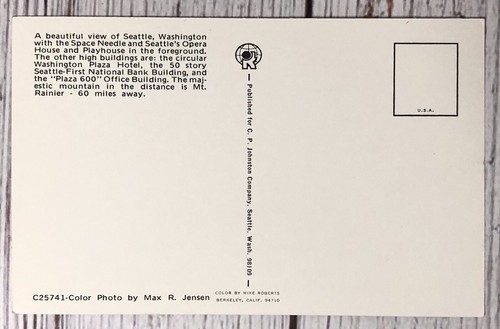 A beautiful view of Seattle, Washington
with the Space Needle and Seattle's Opera
House and Playhouse in the foreground.
The other high buildings are: the circular
Washington Plaza Hotel, the 50 story
Seattle-First National Bank Building, and
the "Plaza 600" Office Building. The maj-
estic mountain in the distance is Mt.
Rainier - 60 miles away.
C25741-Color Photo by Max R. Jensen
— Published for C. P. Johnston Company, Seattle, Wash. 98109 —
COLOR BY MIKE ROBERTS
BERKELEY, CALIF. 94710
U.S.A.